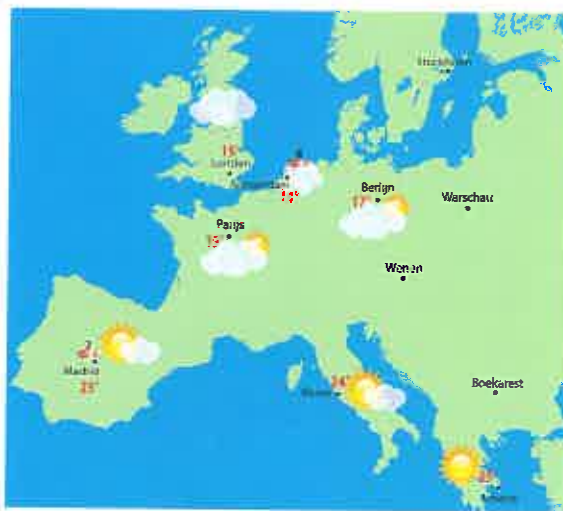 Stockholm
15°
Londen
Amsterdam
Berlijn
17°
Warschau
Parijs
Wenen
Madrid
25°
24°
Rome
Boekarest
Athene